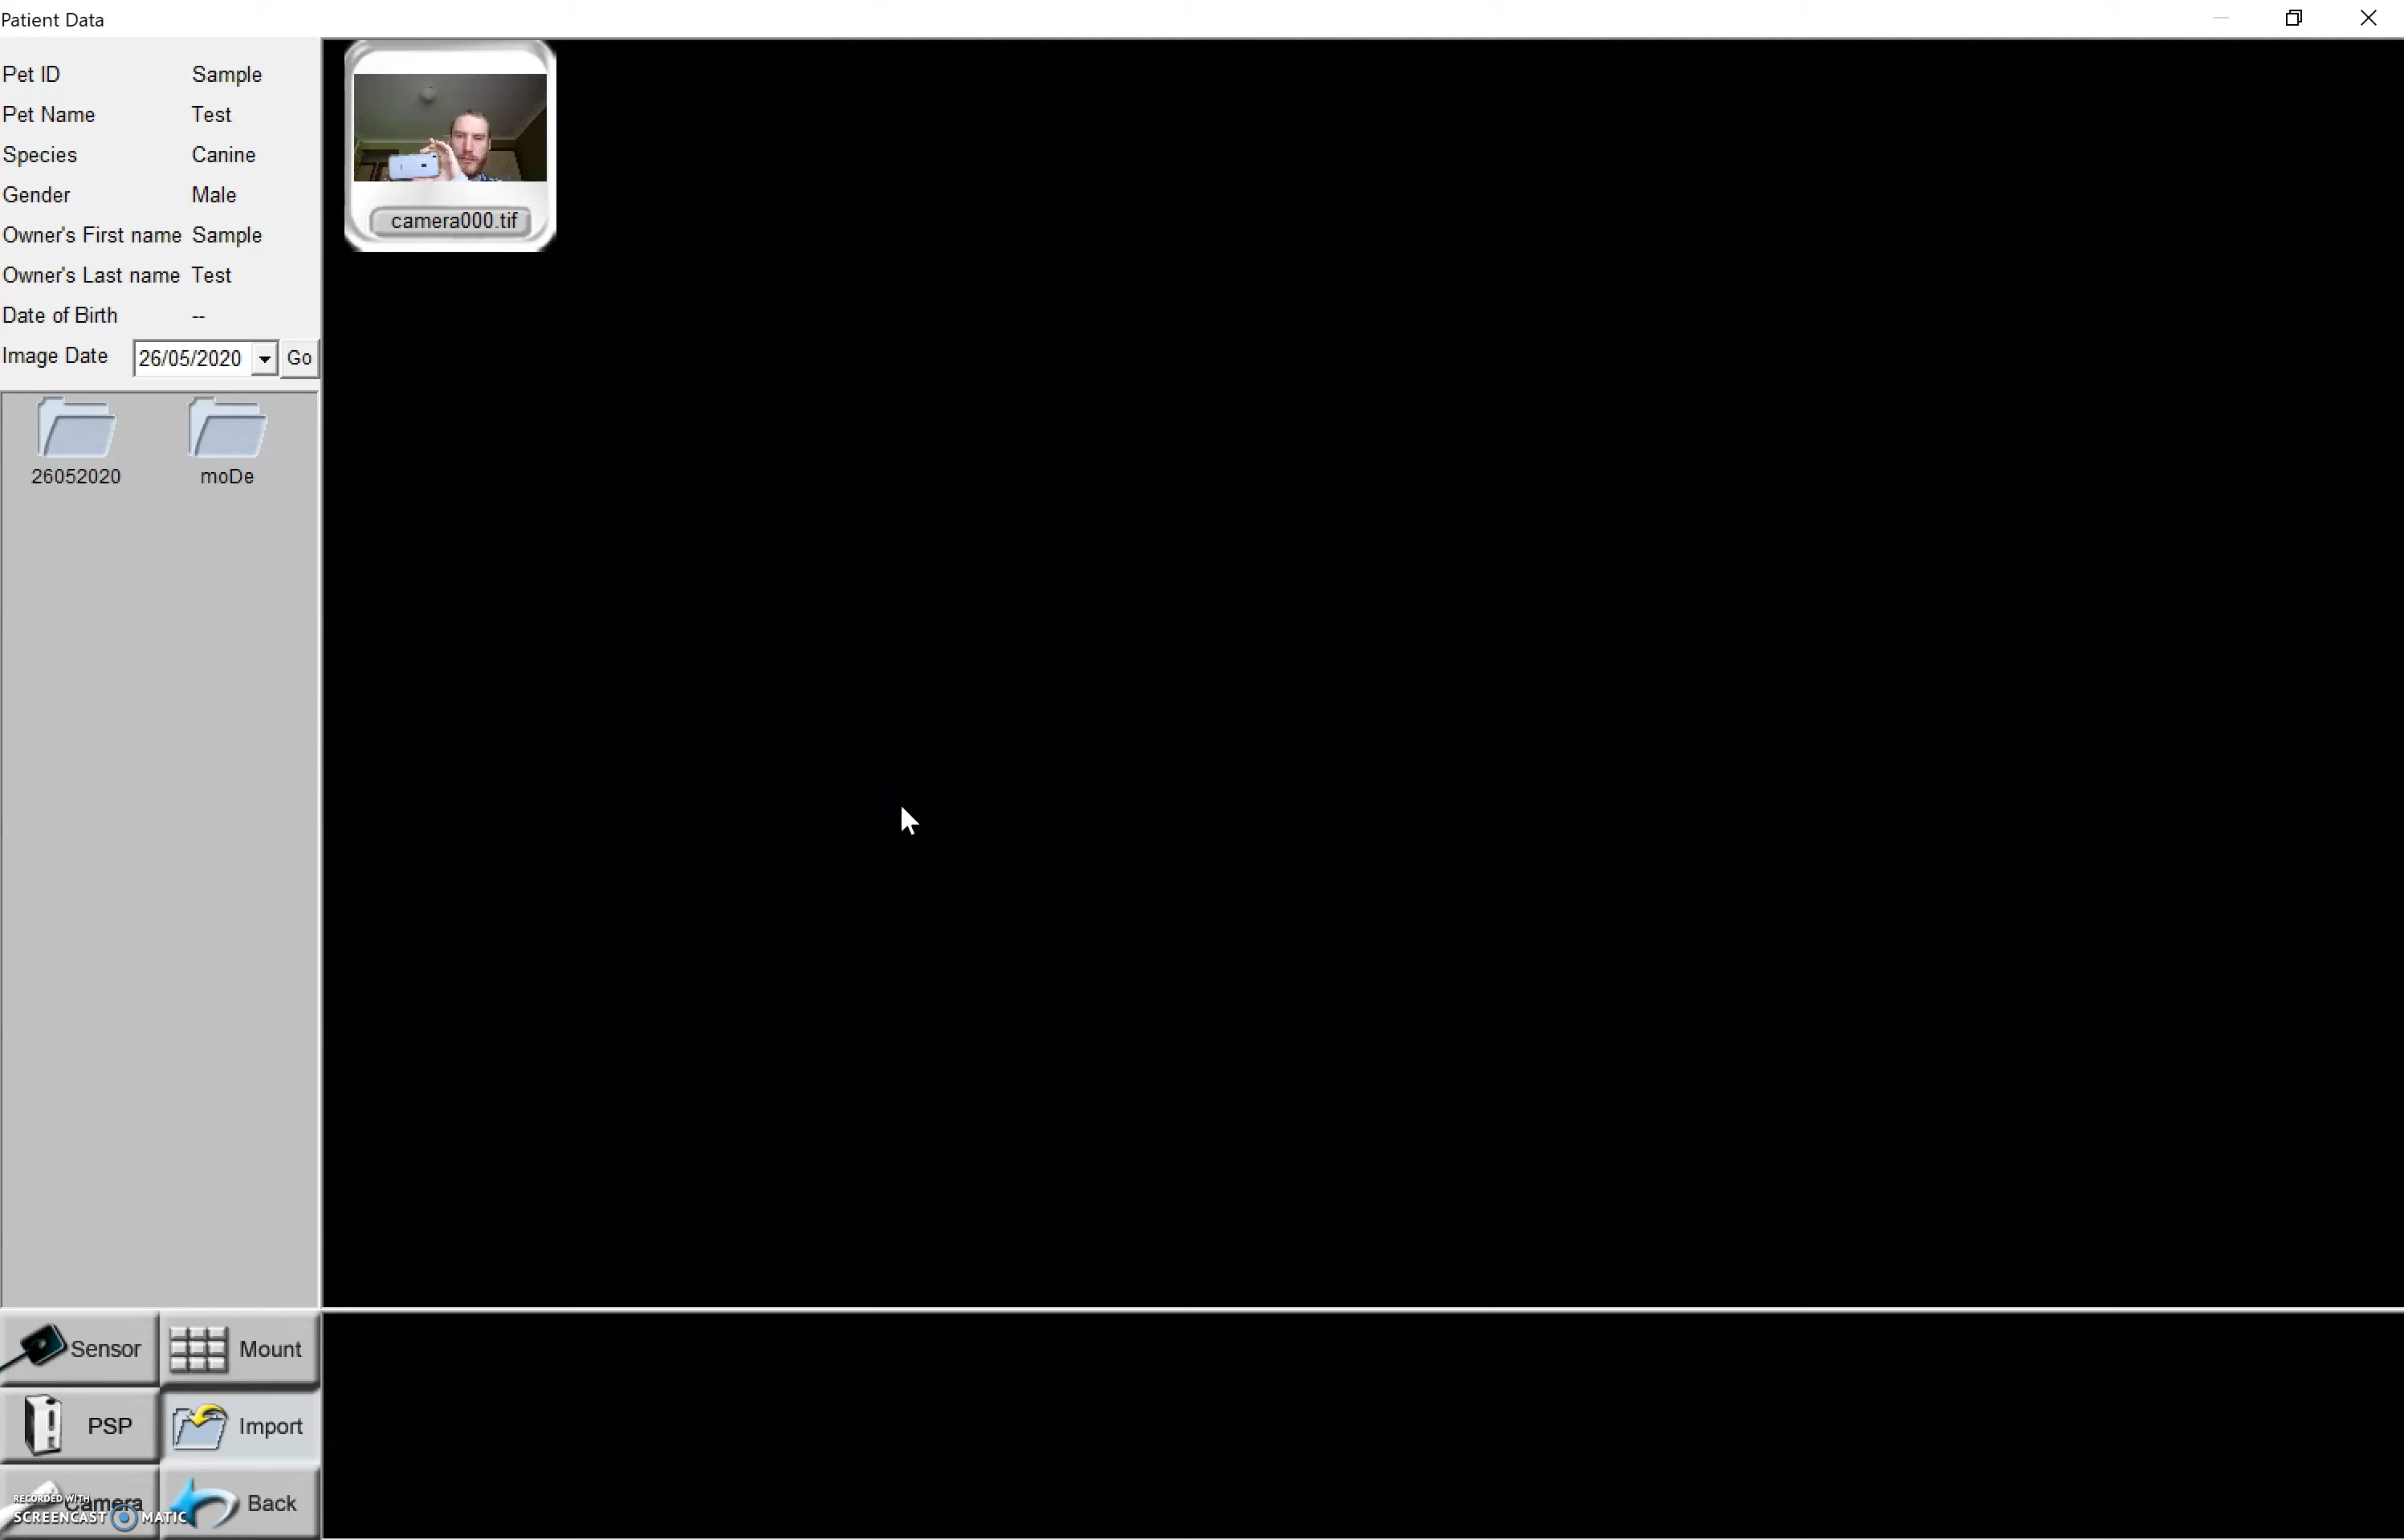 Patient Data
Pet ID Sample
Pet Name Test
Species Canine
Gender Male
Owner's First name Sample
Owner's Last name Test
Date of Birth --
Image Date 26/05/2020 Go
camera000.tif
26052020 moDe
Sensor Mount
PSP Import
Camera Back
RECORDED WITH
SCREENCAST MATIC